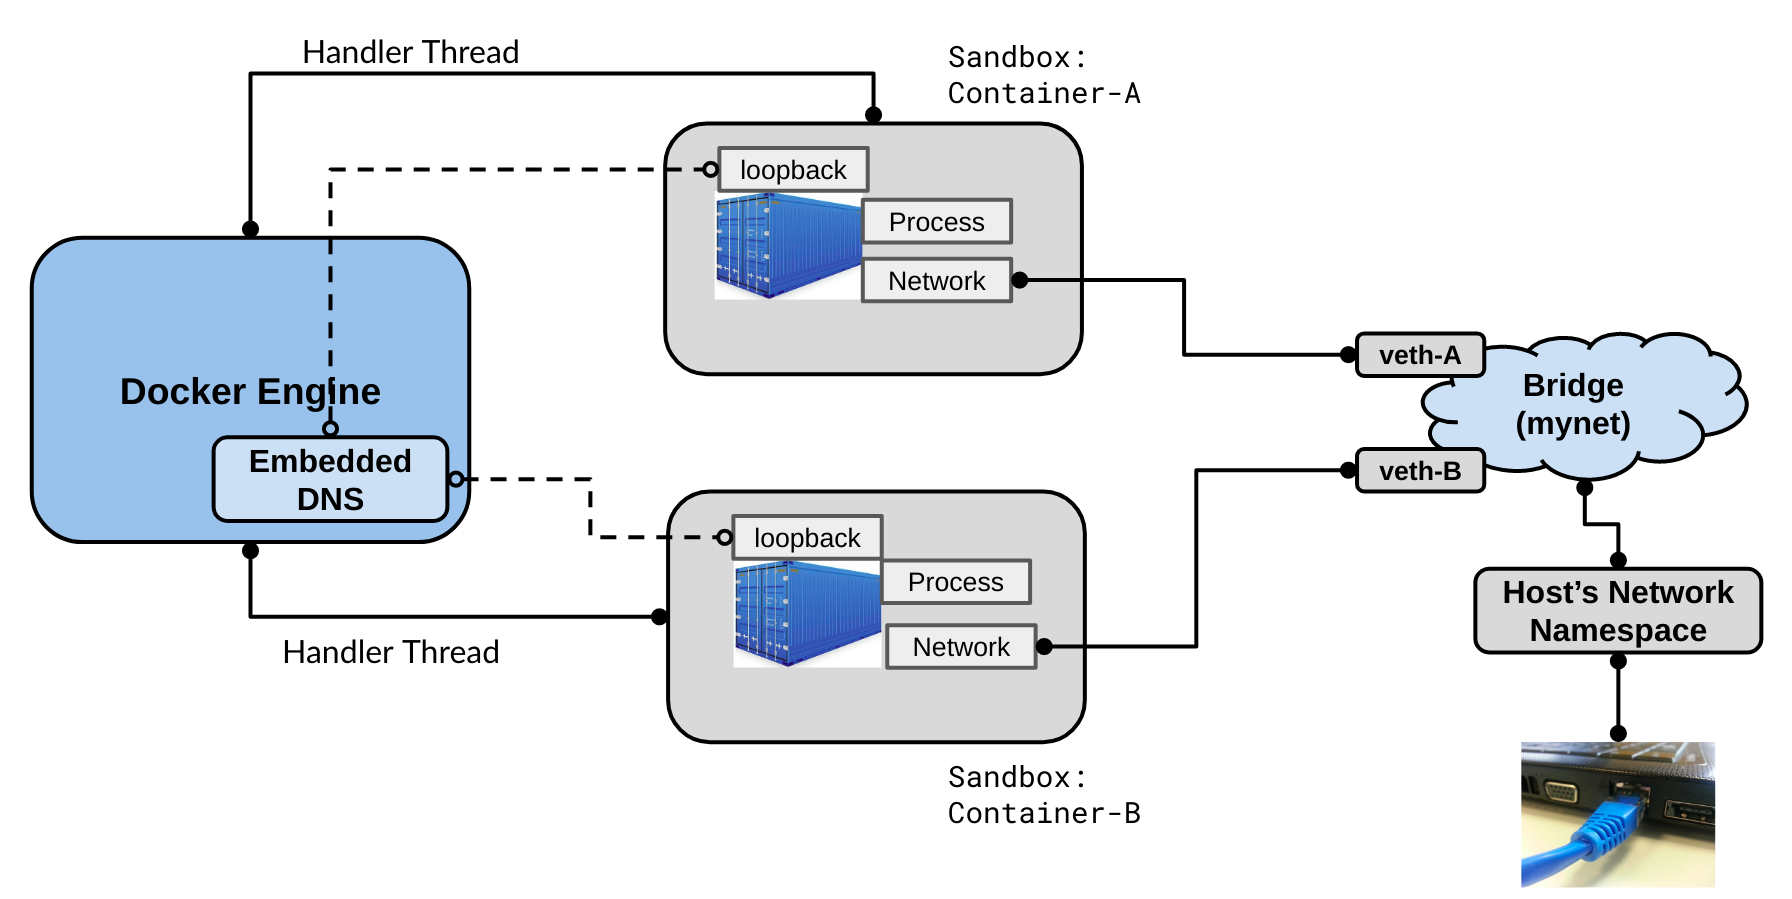 Handler Thread
Sandbox:
Container-A
loopback
Process
Network
Docker Engine
Embedded
DNS
veth-A
Bridge
(mynet)
veth-B
loopback
Process
Network
Host’s Network
Namespace
Handler Thread
Sandbox:
Container-B